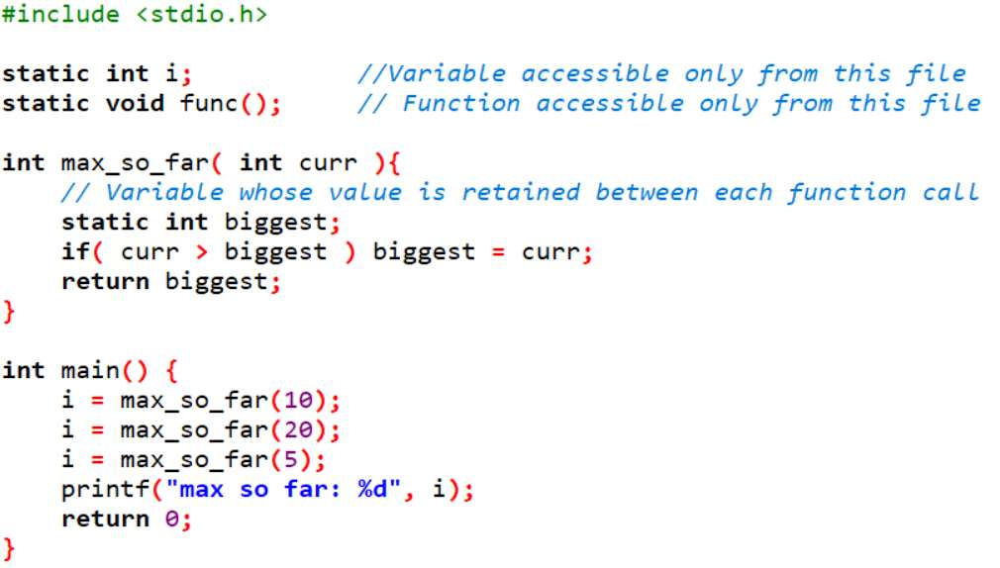 #include <stdio.h>
static int i; //Variable accessible only from this file
static void func(); // Function accessible only from this file
int max_so_far( int curr ){
// Variable whose value is retained between each function call
static int biggest;
if( curr > biggest ) biggest = curr;
return biggest;
}
int main() {
i = max_so_far(10);
i = max_so_far(20);
i = max_so_far(5);
printf("max so far: %d", i);
return 0;
}